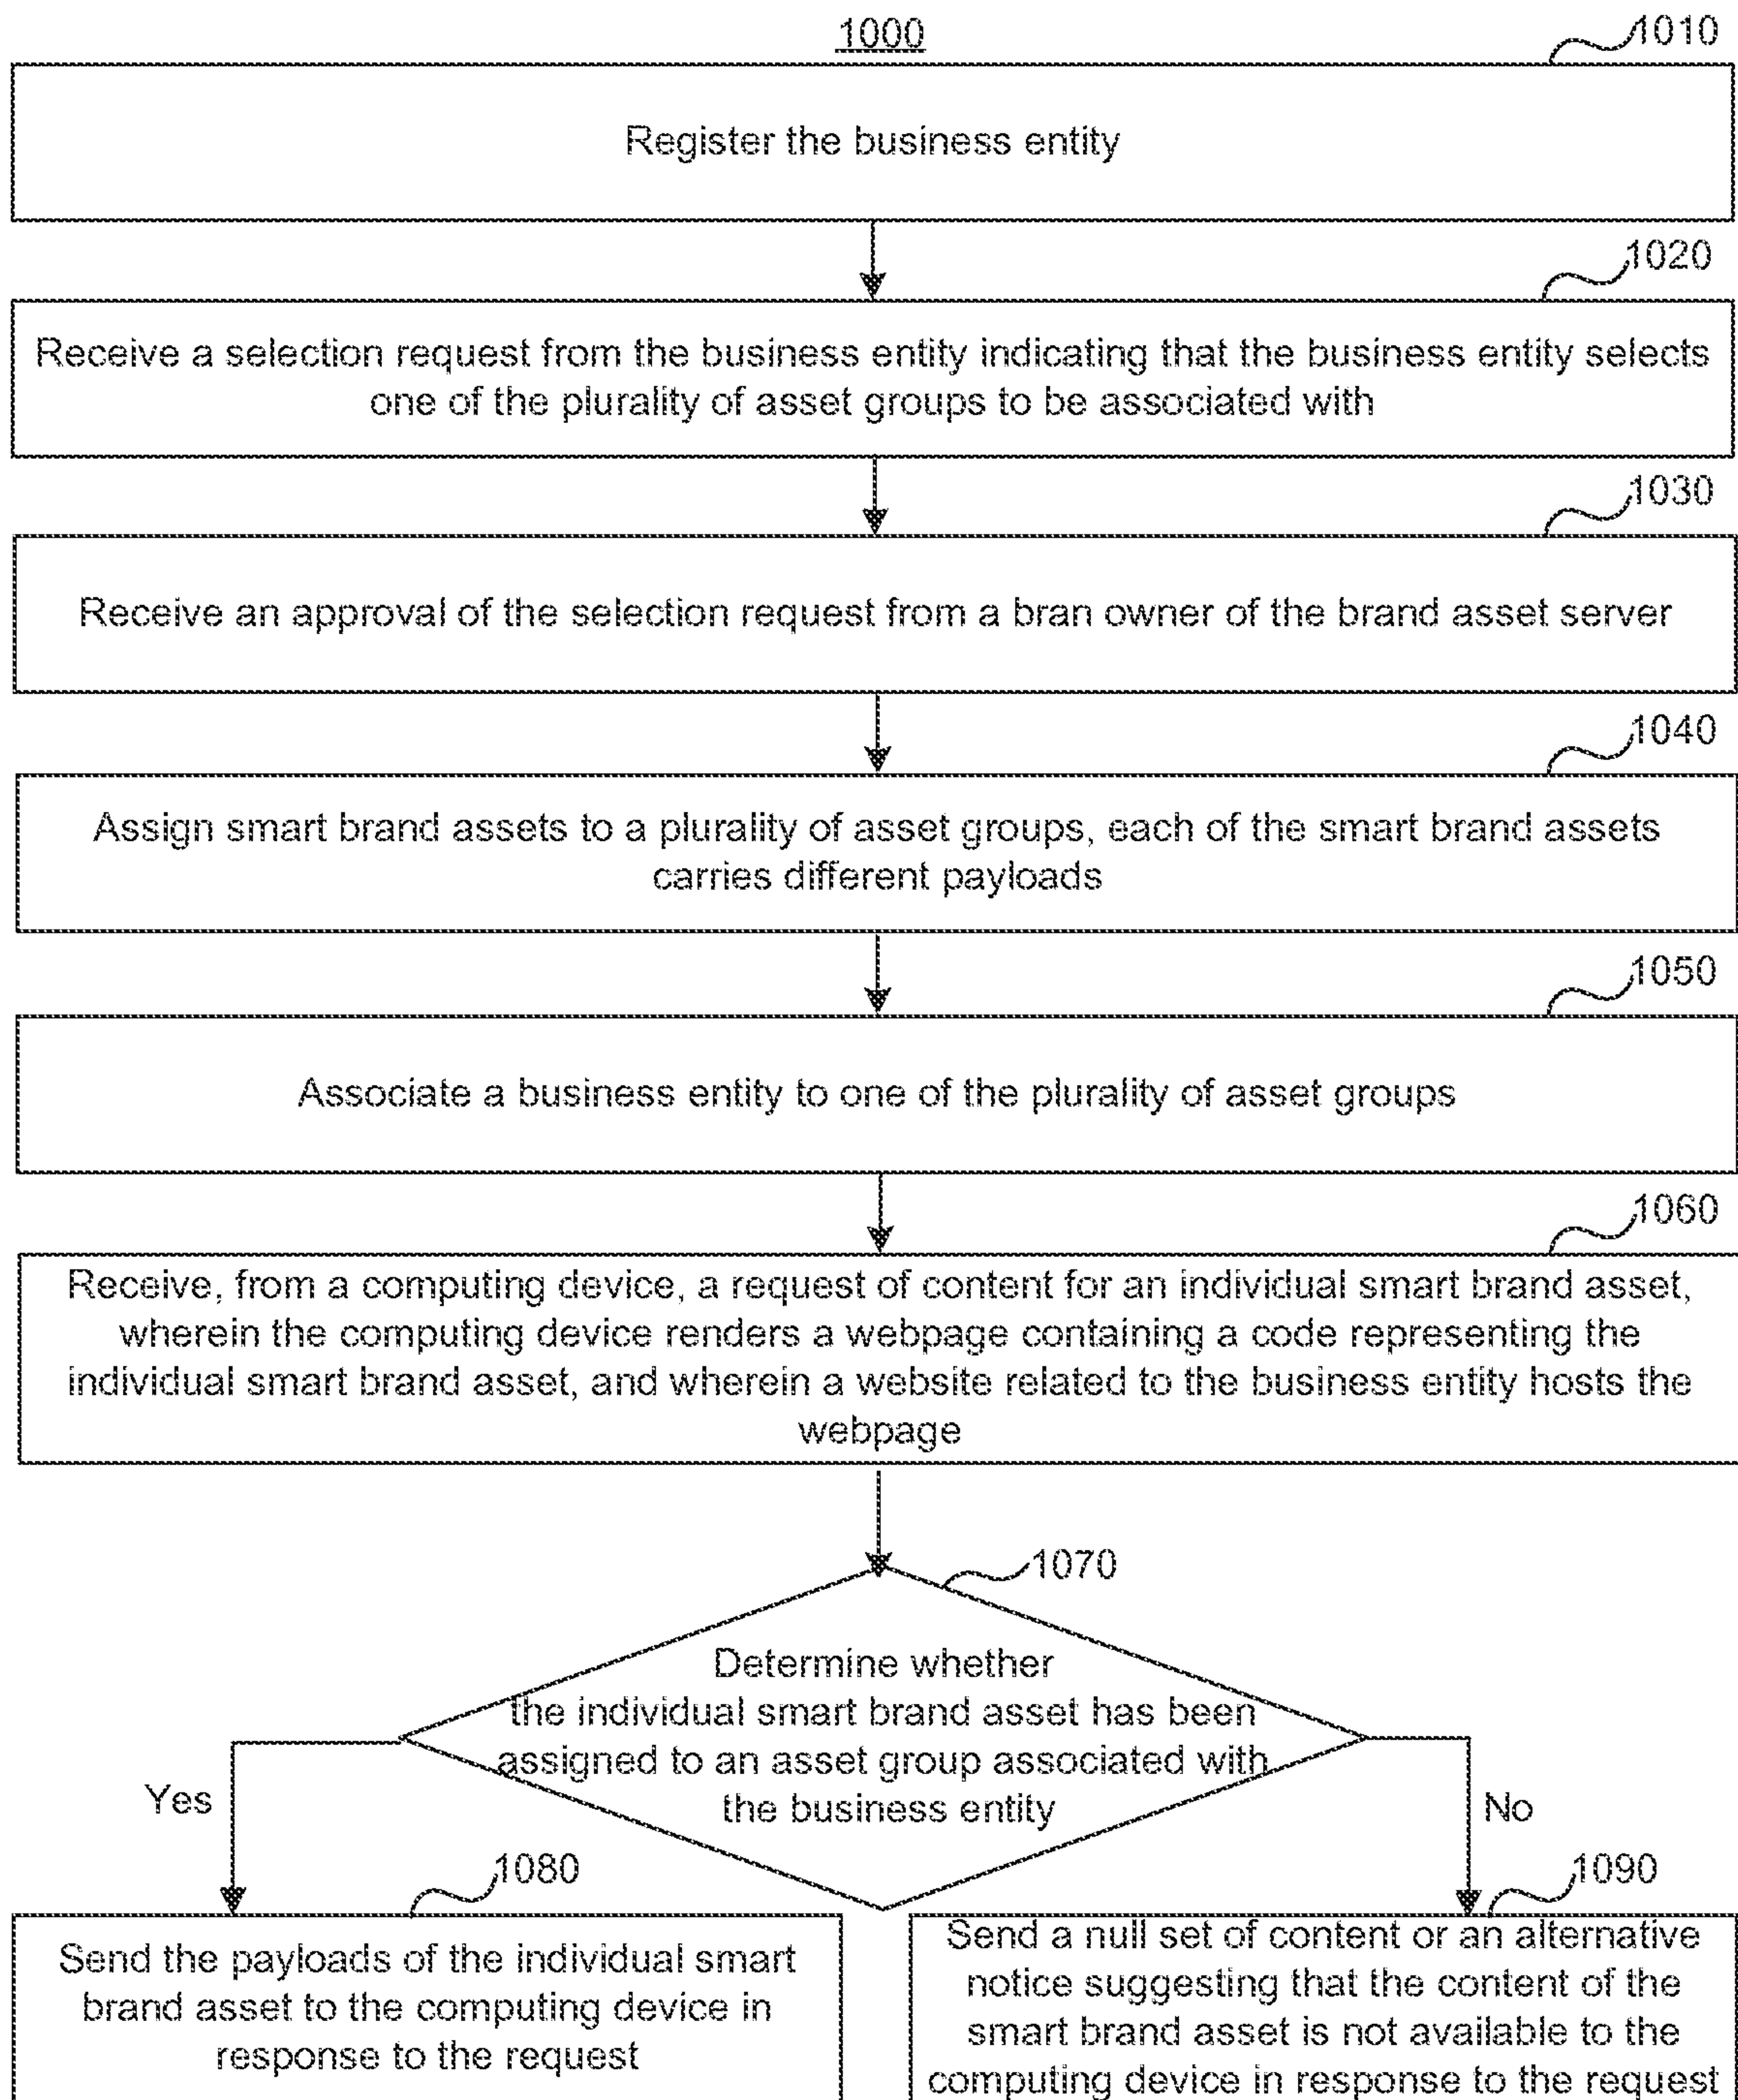 1000
1010
Register the business entity
1020
Receive a selection request from the business entity indicating that the business entity selects
one of the plurality of asset groups to be associated with
1030
Receive an approval of the selection request from a bran owner of the brand asset server
1040
Assign smart brand assets to a plurality of asset groups, each of the smart brand assets
carries different payloads
1050
Associate a business entity to one of the plurality of asset groups
1060
Receive, from a computing device, a request of content for an individual smart brand asset,
wherein the computing device renders a webpage containing a code representing the
individual smart brand asset, and wherein a website related to the business entity hosts the
webpage
1070
Determine whether
the individual smart brand asset has been
assigned to an asset group associated with
the business entity
Yes
No
1080
Send the payloads of the individual smart
brand asset to the computing device in
response to the request
1090
Send a null set of content or an alternative
notice suggesting that the content of the
smart brand asset is not available to the
computing device in response to the request